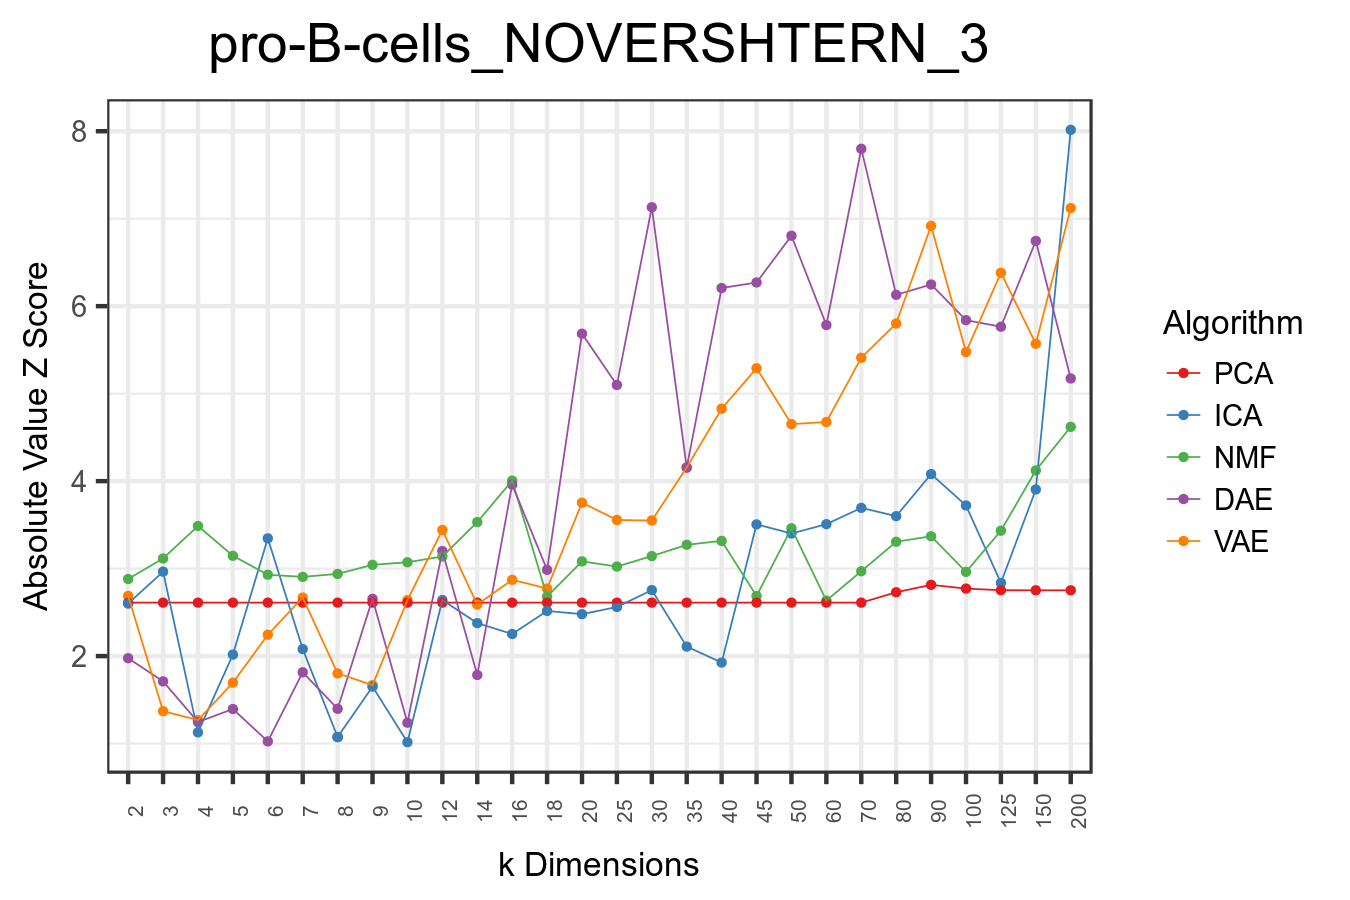 pro-B-cells_NOVERSHTERN_3
Absolute Value Z Score
8
6
4
2
2 3 4 5 6 7 8 9 10 12 14 16 18 20 25 30 35 40 45 50 60 70 80 90 100 125 150 200
k Dimensions
Algorithm
PCA
ICA
NMF
DAE
VAE